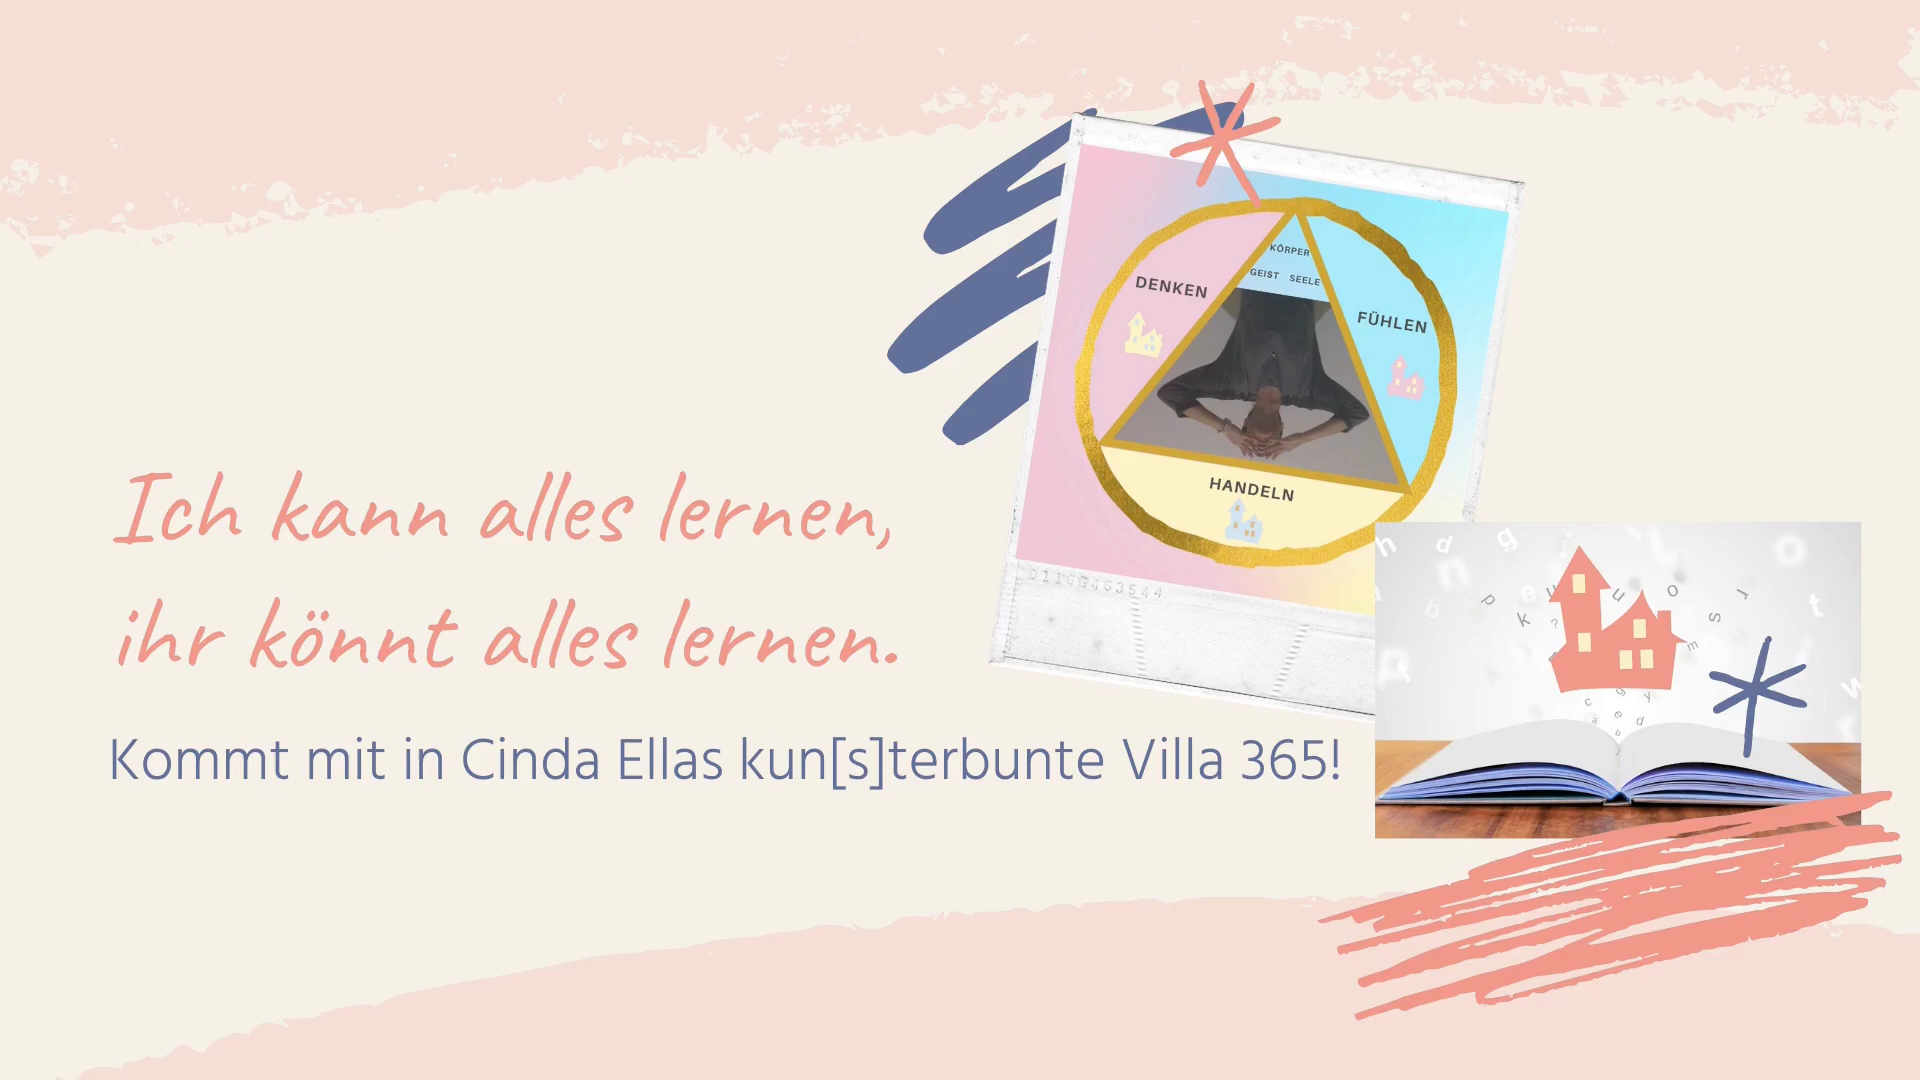 KÖRPER
GEIST SEELE
DENKEN
FÜHLEN
HANDELN
0110G463544
Ich kann alles lernen,
ihr könnt alles lernen.
Kommt mit in Cinda Ellas kun[s]terbunte Villa 365!